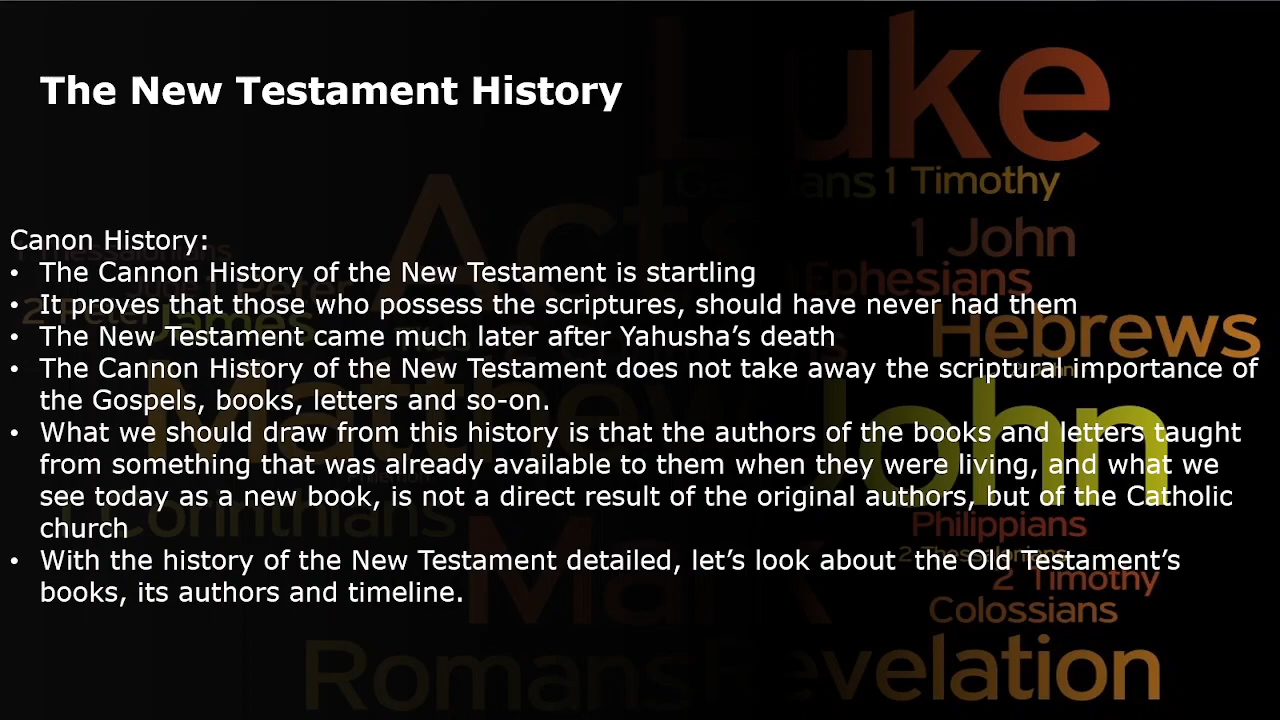 The New Testament History
Canon History:
• The Cannon History of the New Testament is startling
• It proves that those who possess the scriptures, should have never had them
• The New Testament came much later after Yahusha’s death
• The Cannon History of the New Testament does not take away the scriptural importance of
the Gospels, books, letters and so-on.
• What we should draw from this history is that the authors of the books and letters taught
from something that was already available to them when they were living, and what we
see today as a new book, is not a direct result of the original authors, but of the Catholic
church
• With the history of the New Testament detailed, let’s look about  the Old Testament’s
books, its authors and timeline.
Luke
1 Timothy
Acts
1 John
Ephesians
2 Peter
James
Hebrews
Matthew
John
Corinthians
Philippians
2 Thessalonians
2 Timothy
Mark
Colossians
Romans
Revelation